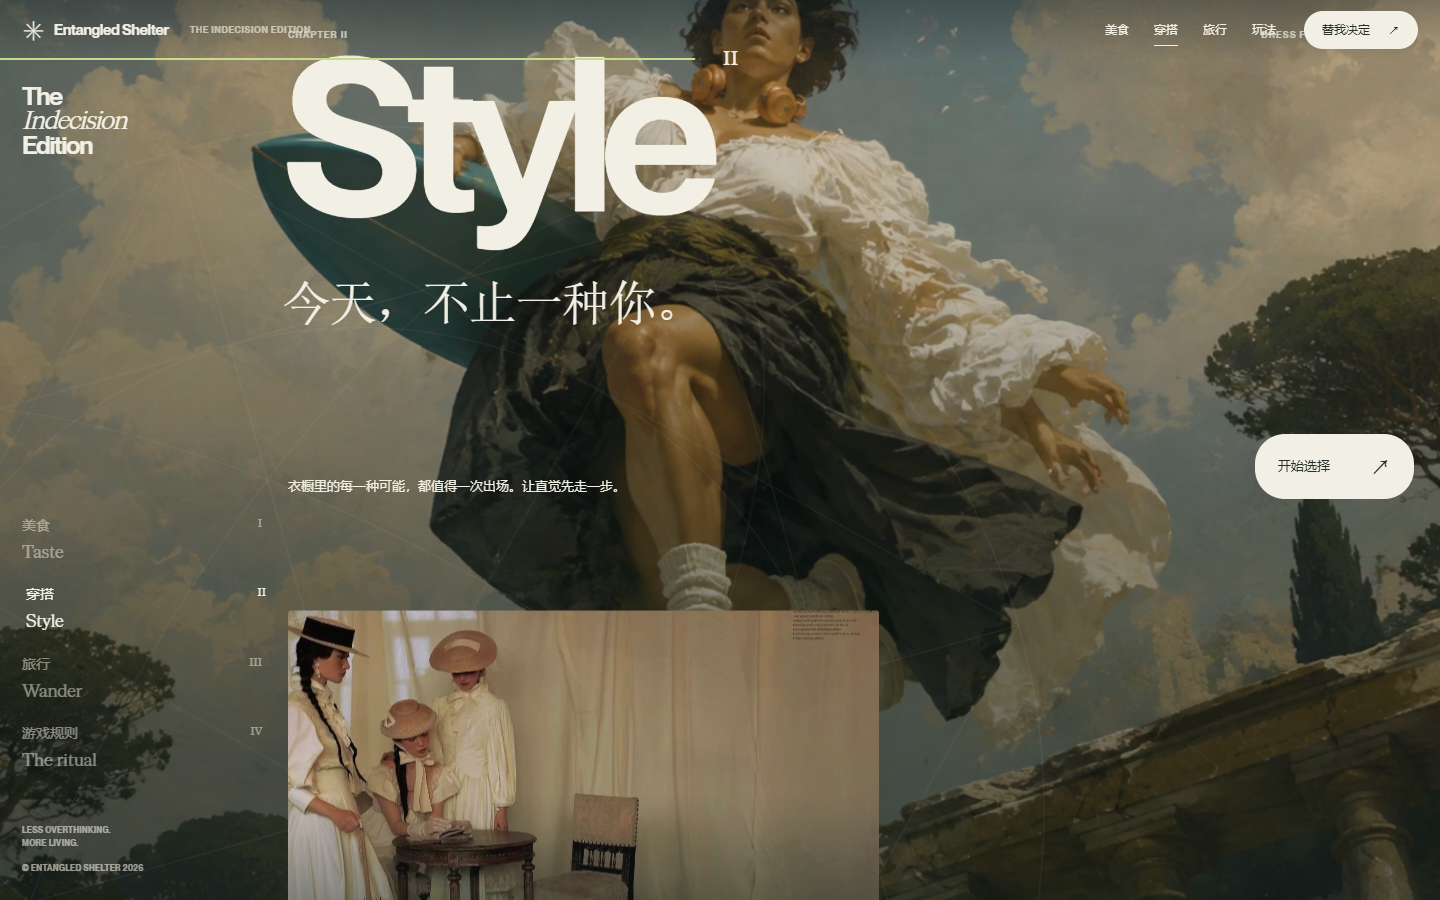 Entangled Shelter
THE INDECISION EDITION
CHAPTER II
美食
穿搭
旅行
玩法
替我决定 ↗
II
The
Indecision
Edition
Style
今天，不止一种你。
衣橱里的每一种可能，都值得一次出场。让直觉先走一步。
开始选择 ↗
美食 I
Taste
穿搭 II
Style
旅行 III
Wander
游戏规则 IV
The ritual
LESS OVERTHINKING.
MORE LIVING.
© ENTANGLED SHELTER 2026